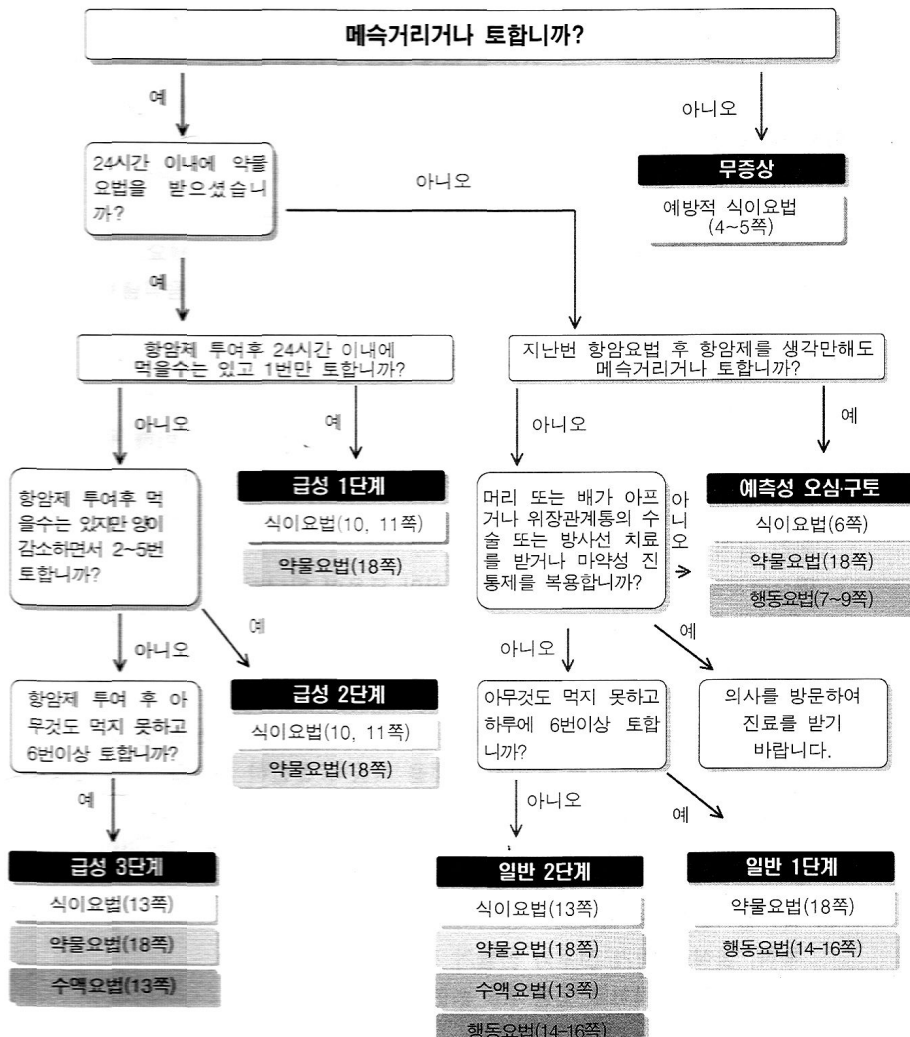 메슥거리거나 토합니까?
예
아니오
24시간 이내에 약물
요법을 받으셨습니
까?
아니오
무증상
예방적 식이요법
(4~5쪽)
예
항암제 투여후 24시간 이내에
먹을수는 있고 1번만 토합니까?
지난번 항암요법 후 항암제를 생각만해도
메슥거리거나 토합니까?
아니오
예
아니오
예
항암제 투여후 먹
을수는 있지만 양이
감소하면서 2~5번
토합니까?
급성 1단계
식이요법(10, 11쪽)
약물요법(18쪽)
머리 또는 배가 아프
거나 위장관계통의 수
술 또는 방사선 치료
를 받거나 마약성 진
통제를 복용합니까?
아
니
오
예측성 오심·구토
식이요법(6쪽)
약물요법(18쪽)
행동요법(7~9쪽)
아니오
예
아니오
예
항암제 투여 후 아
무것도 먹지 못하고
6번이상 토합니까?
급성 2단계
식이요법(10, 11쪽)
약물요법(18쪽)
아무것도 먹지 못하고
하루에 6번이상 토합
니까?
의사를 방문하여
진료를 받기
바랍니다.
예
아니오
예
급성 3단계
식이요법(13쪽)
약물요법(18쪽)
수액요법(13쪽)
일반 2단계
식이요법(13쪽)
약물요법(18쪽)
수액요법(13쪽)
행동요법(14-16쪽)
일반 1단계
약물요법(18쪽)
행동요법(14-16쪽)